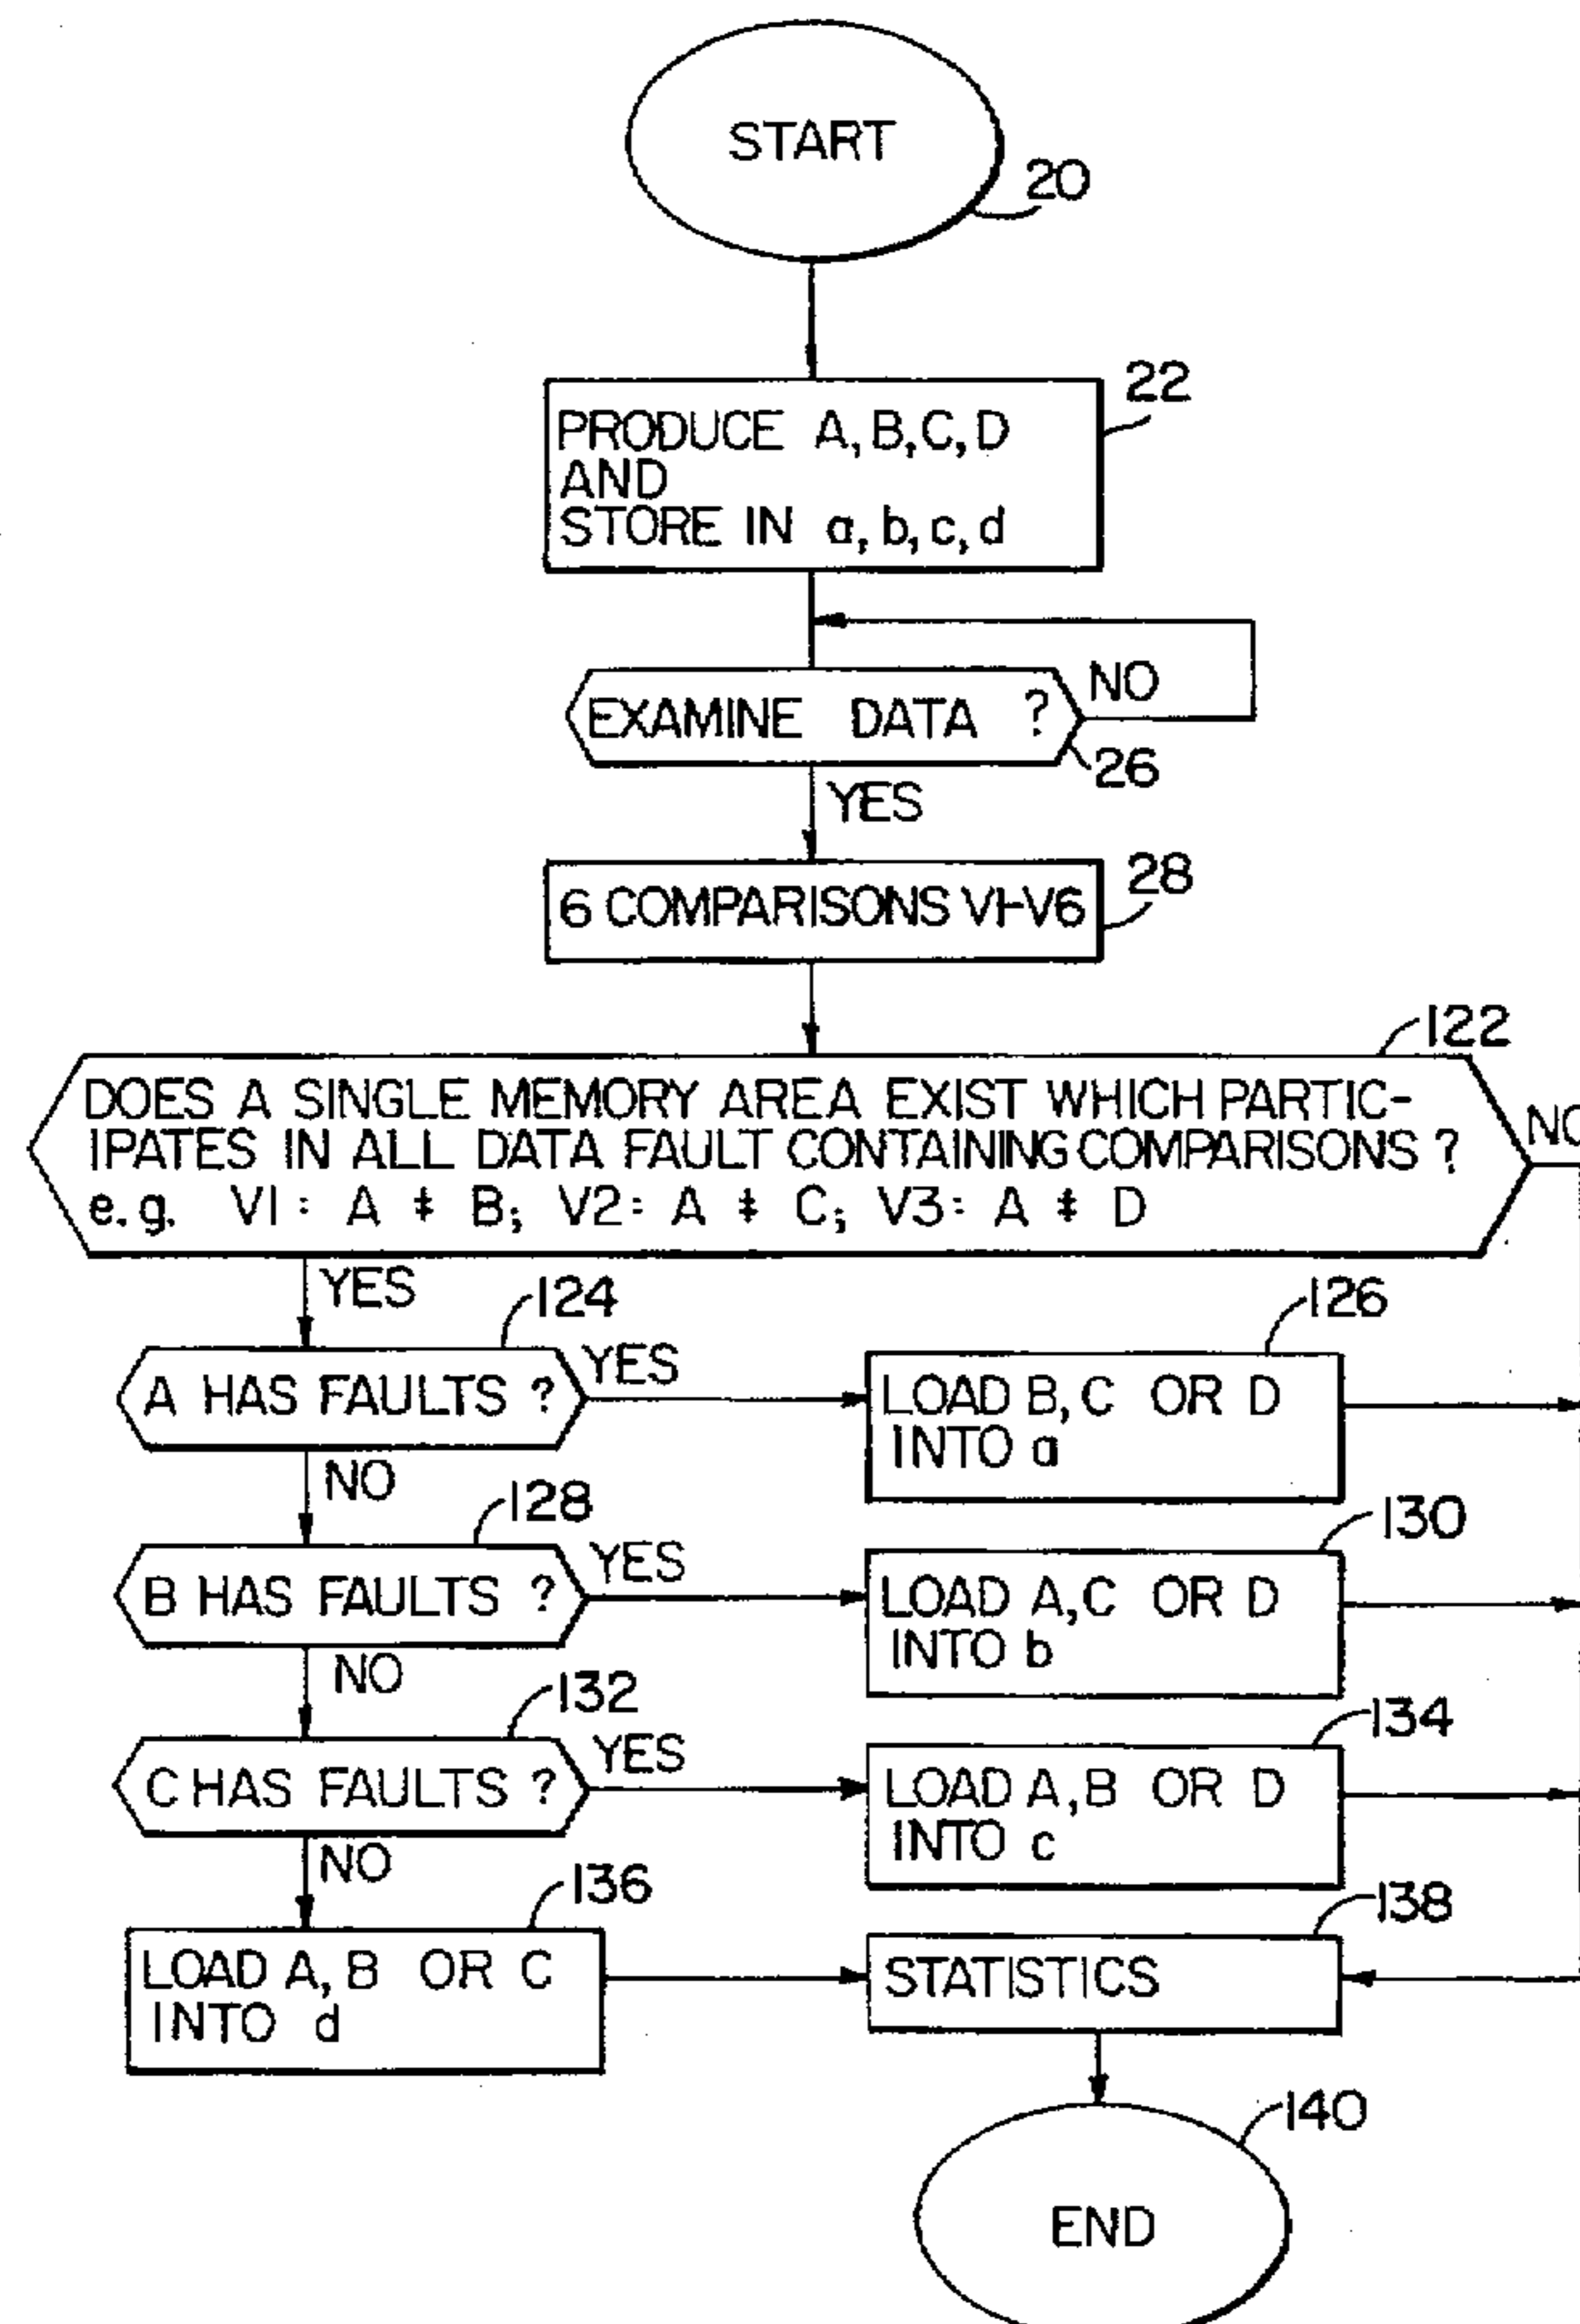 START
20
22
PRODUCE A, B, C, D
AND
STORE IN a, b, c, d
EXAMINE DATA ?
NO
26
YES
28
6 COMPARISONS V1-V6
122
DOES A SINGLE MEMORY AREA EXIST WHICH PARTIC-
IPATES IN ALL DATA FAULT CONTAINING COMPARISONS ?
e.g. V1: A ‡ B; V2: A ‡ C; V3: A ‡ D
NO
YES
124
A HAS FAULTS ?
YES
126
LOAD B, C OR D
INTO a
NO
128
B HAS FAULTS ?
YES
130
LOAD A, C OR D
INTO b
NO
132
C HAS FAULTS ?
YES
134
LOAD A, B OR D
INTO c
NO
136
LOAD A, B OR C
INTO d
138
STATISTICS
140
END